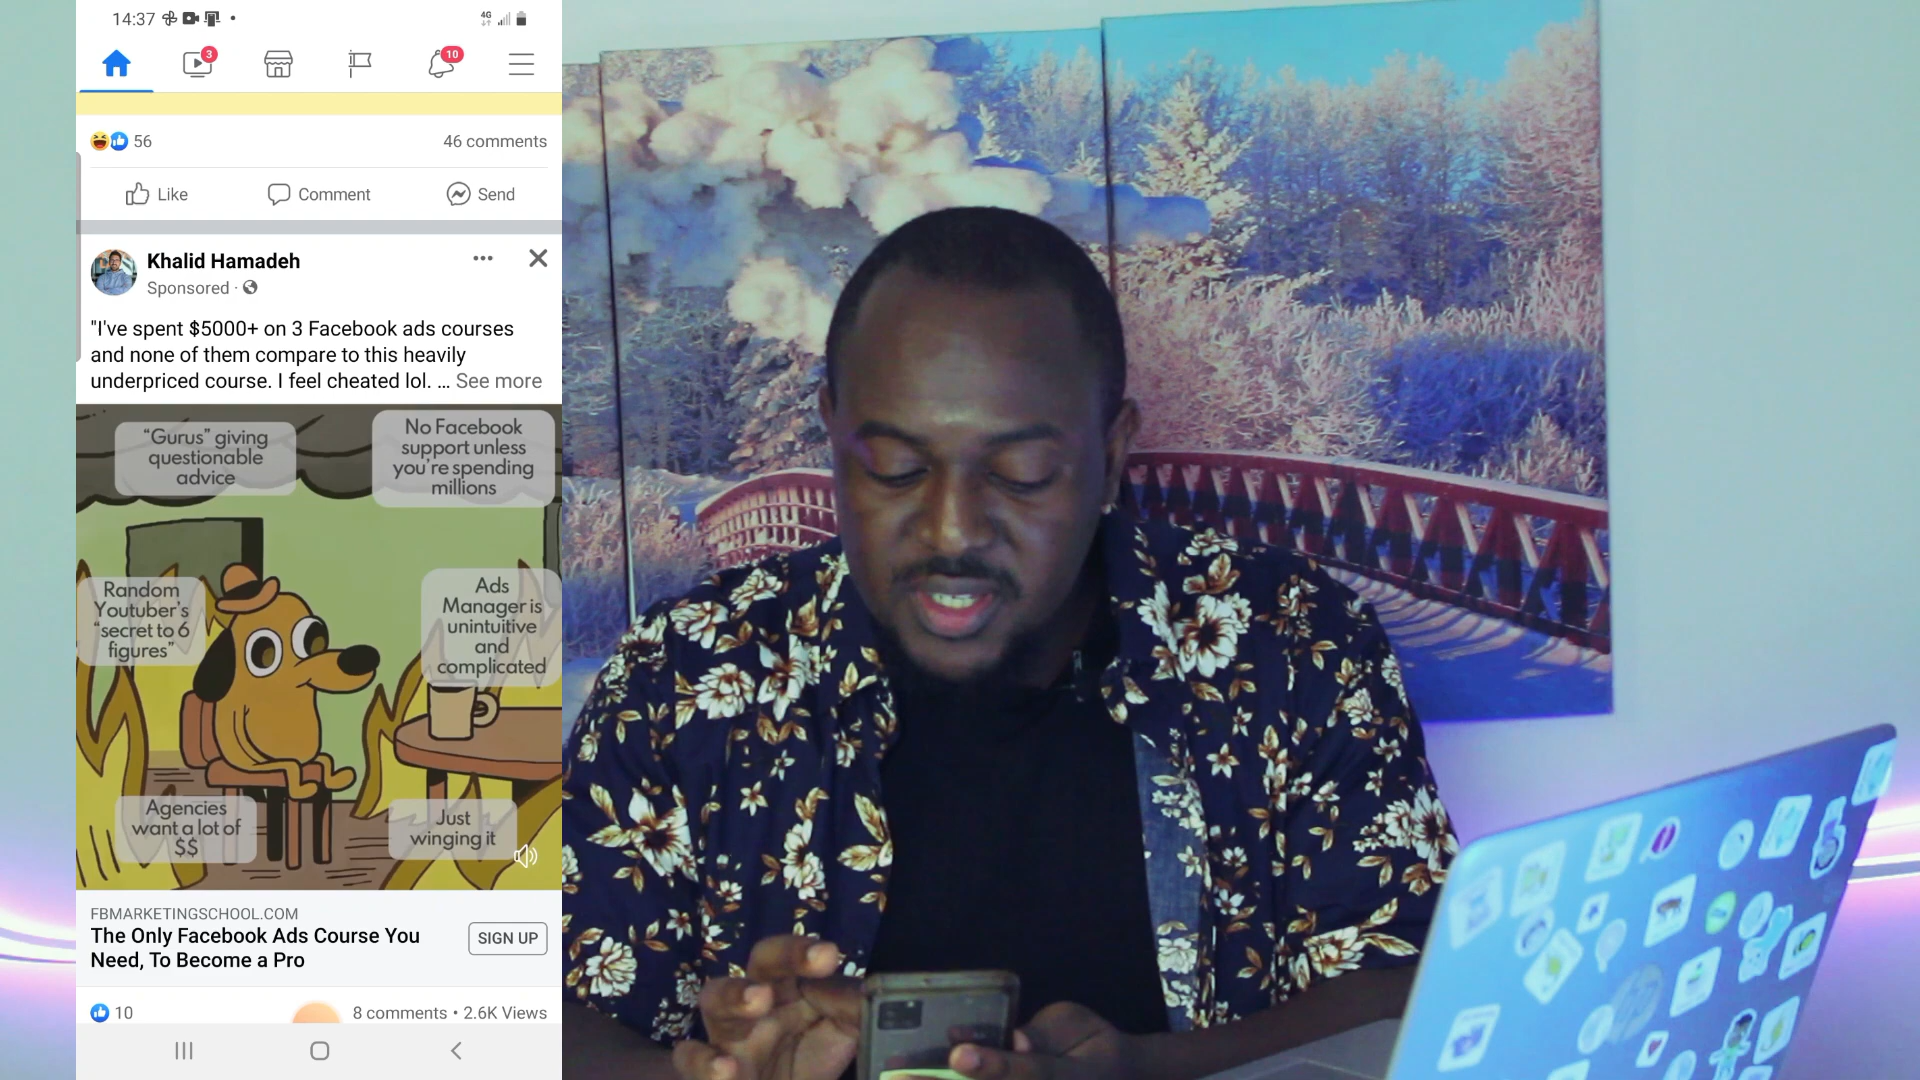 14:37
4G
3
10
56
46 comments
Like
Comment
Send
Khalid Hamadeh
Sponsored ·
"I've spent $5000+ on 3 Facebook ads courses
and none of them compare to this heavily
underpriced course. I feel cheated lol. ... See more
"Gurus" giving
questionable
advice
No Facebook
support unless
you're spending
millions
Random
Youtuber's
"secret to 6
figures"
Ads
Manager is
unintuitive
and
complicated
Agencies
want a lot of
$$
Just
winging it
FBMARKETINGSCHOOL.COM
The Only Facebook Ads Course You
Need, To Become a Pro
SIGN UP
10
8 comments • 2.6K Views